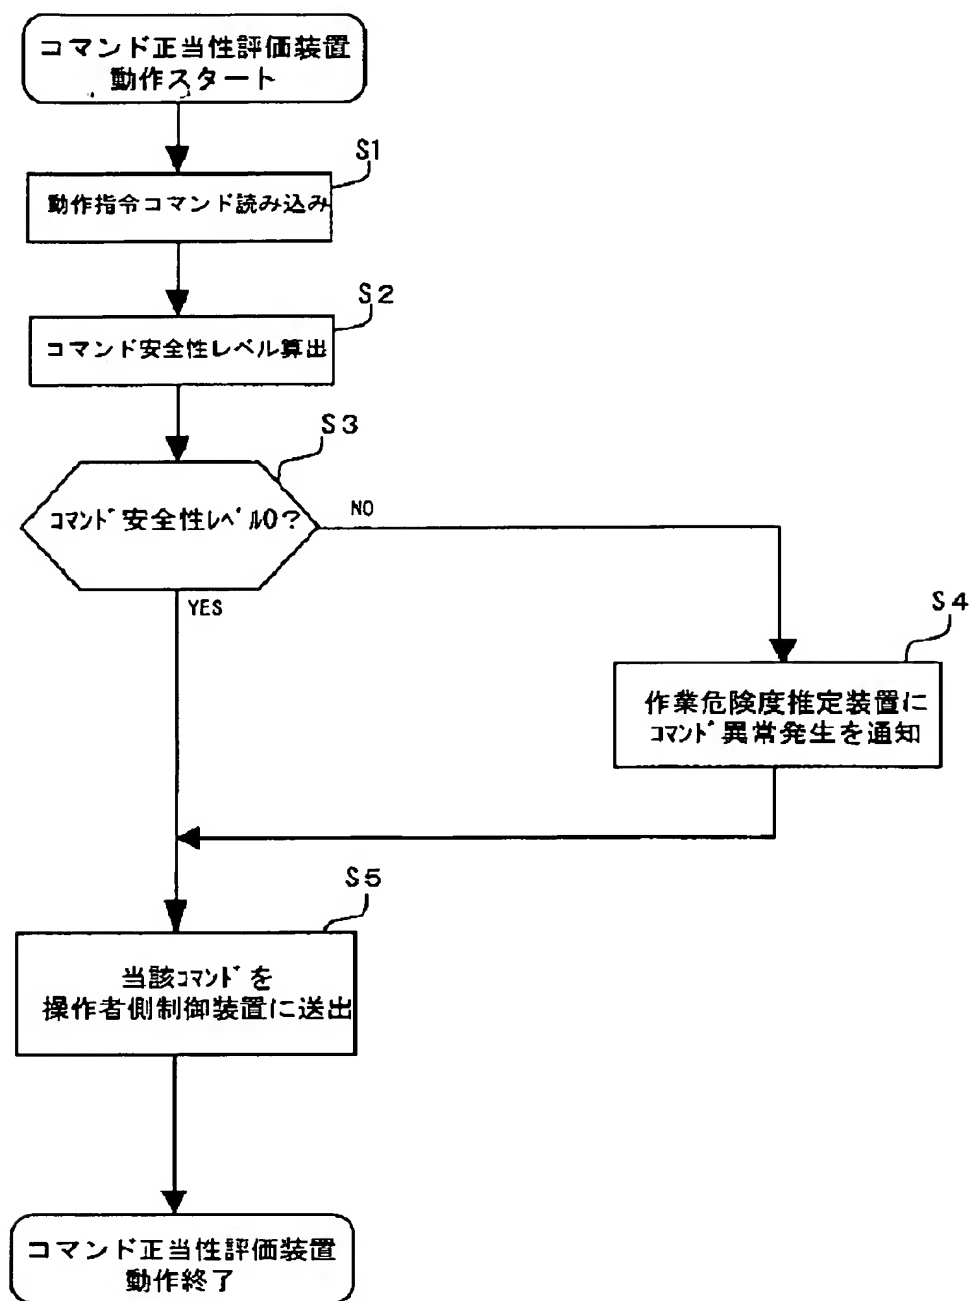 コマンド正当性評価装置
動作スタート
S1
動作指令コマンド読み込み
S2
コマンド安全性レベル算出
S3
コマンド安全性レベル0?
NO
YES
S4
作業危険度推定装置に
コマンド異常発生を通知
S5
当該コマンドを
操作者側制御装置に送出
コマンド正当性評価装置
動作終了